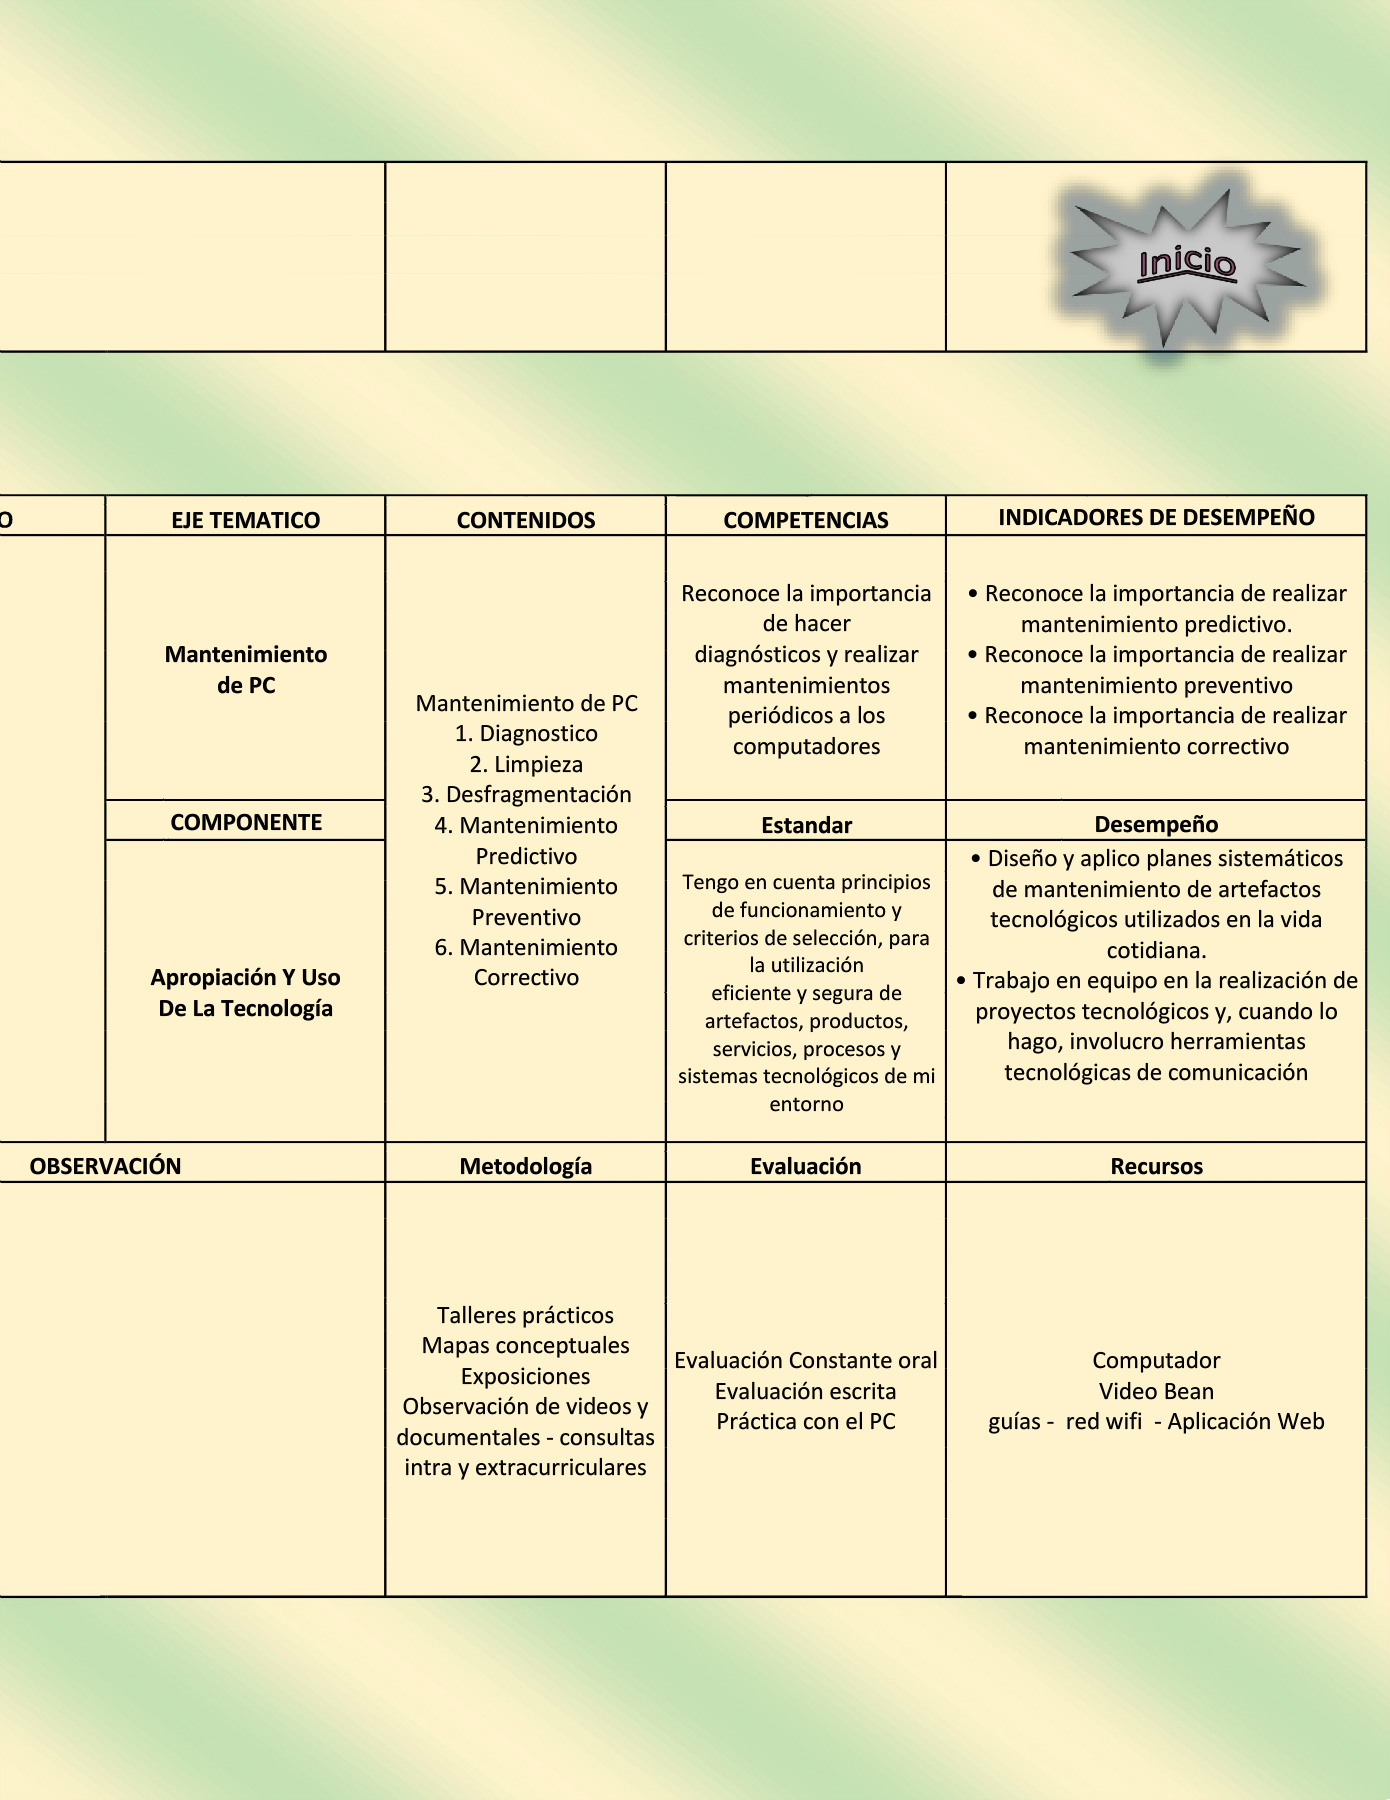 Inicio
O
EJE TEMATICO
CONTENIDOS
COMPETENCIAS
INDICADORES DE DESEMPEÑO
Mantenimiento
de PC
Mantenimiento de PC
1. Diagnostico
2. Limpieza
3. Desfragmentación
4. Mantenimiento
Predictivo
5. Mantenimiento
Preventivo
6. Mantenimiento
Correctivo
Reconoce la importancia
de hacer
diagnósticos y realizar
mantenimientos
periódicos a los
computadores
• Reconoce la importancia de realizar
mantenimiento predictivo.
• Reconoce la importancia de realizar
mantenimiento preventivo
• Reconoce la importancia de realizar
mantenimiento correctivo
COMPONENTE
Estandar
Desempeño
Apropiación Y Uso
De La Tecnología
Tengo en cuenta principios
de funcionamiento y
criterios de selección, para
la utilización
eficiente y segura de
artefactos, productos,
servicios, procesos y
sistemas tecnológicos de mi
entorno
• Diseño y aplico planes sistemáticos
de mantenimiento de artefactos
tecnológicos utilizados en la vida
cotidiana.
• Trabajo en equipo en la realización de
proyectos tecnológicos y, cuando lo
hago, involucro herramientas
tecnológicas de comunicación
OBSERVACIÓN
Metodología
Evaluación
Recursos
Talleres prácticos
Mapas conceptuales
Exposiciones
Observación de videos y
documentales - consultas
intra y extracurriculares
Evaluación Constante oral
Evaluación escrita
Práctica con el PC
Computador
Video Bean
guías -  red wifi  - Aplicación Web